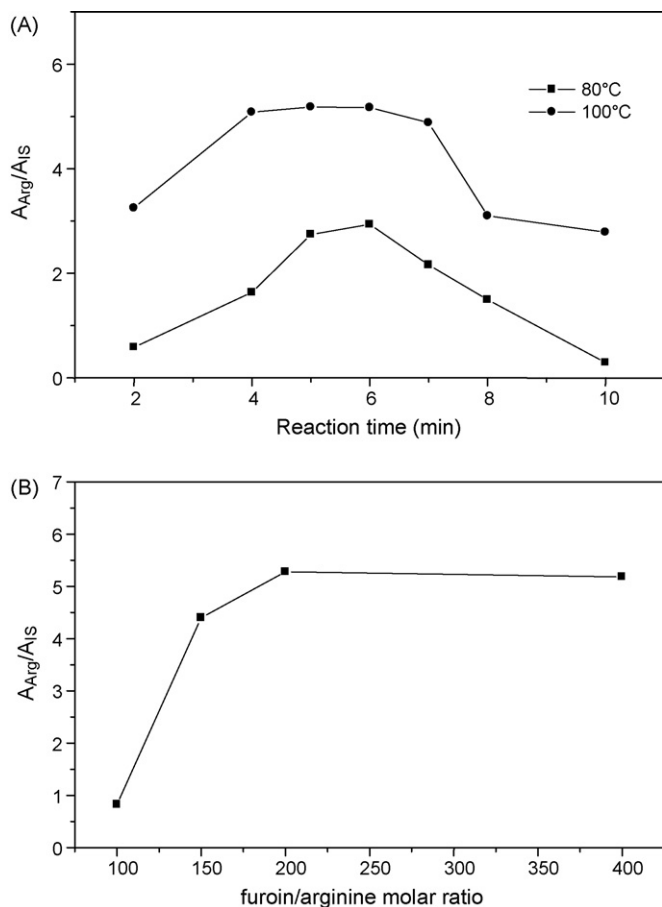 (A)
6
4
2
0
A_Arg/A_IS
80°C
100°C
2 4 6 8 10
Reaction time (min)
(B)
7
6
5
4
3
2
1
0
A_Arg/A_IS
100 150 200 250 300 350 400
furoin/arginine molar ratio